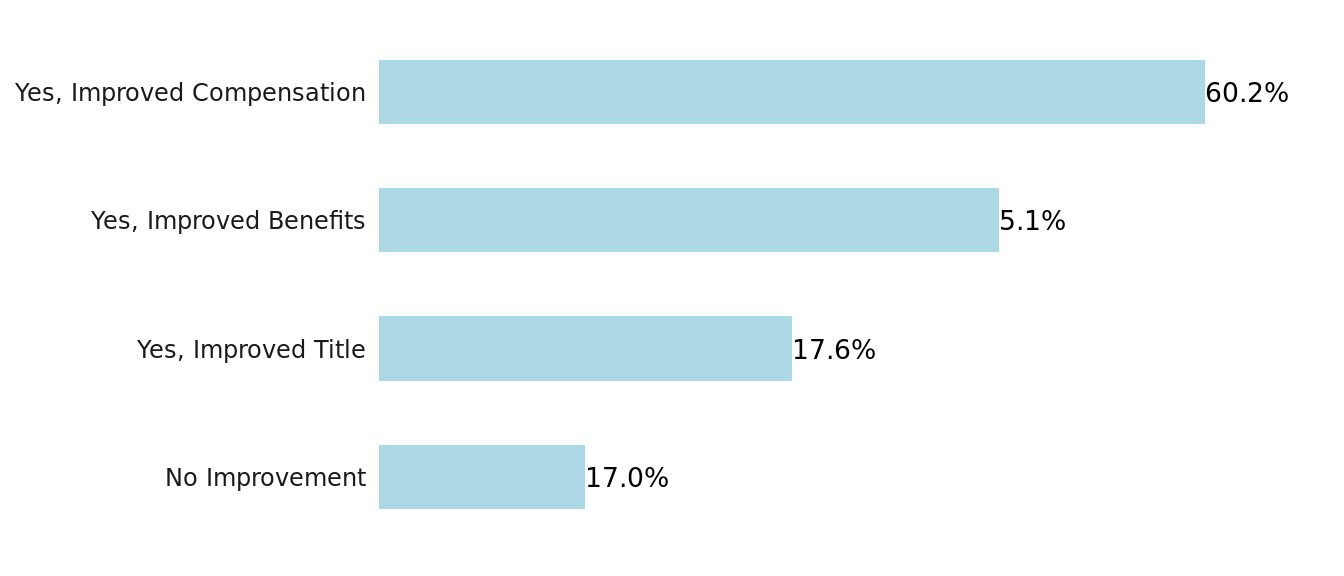 Yes, Improved Compensation 60.2%
Yes, Improved Benefits 5.1%
Yes, Improved Title 17.6%
No Improvement 17.0%